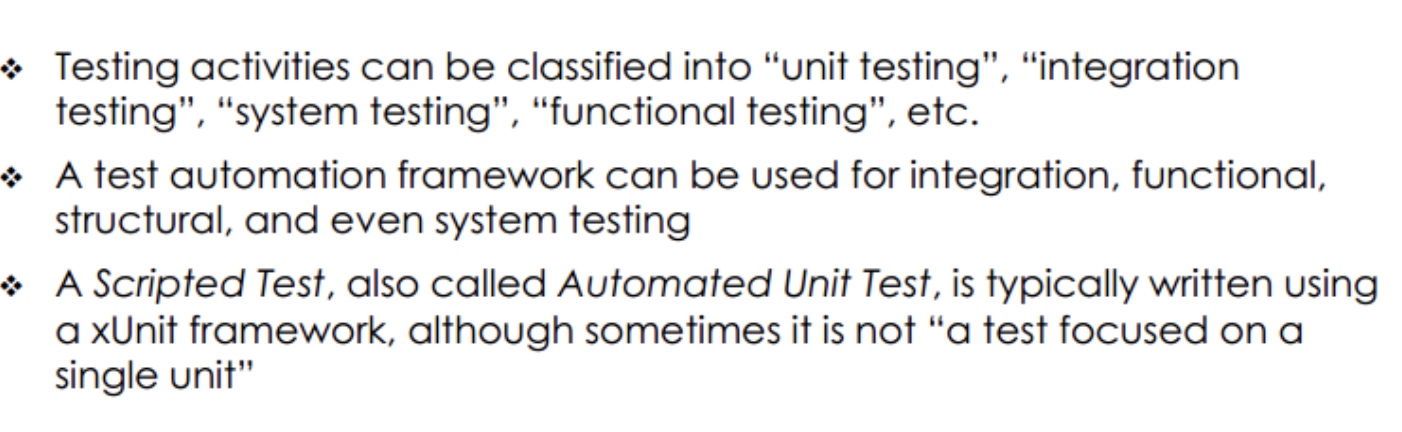 ❖ Testing activities can be classified into “unit testing”, “integration
testing”, “system testing”, “functional testing”, etc.
❖ A test automation framework can be used for integration, functional,
structural, and even system testing
❖ A Scripted Test, also called Automated Unit Test, is typically written using
a xUnit framework, although sometimes it is not “a test focused on a
single unit”